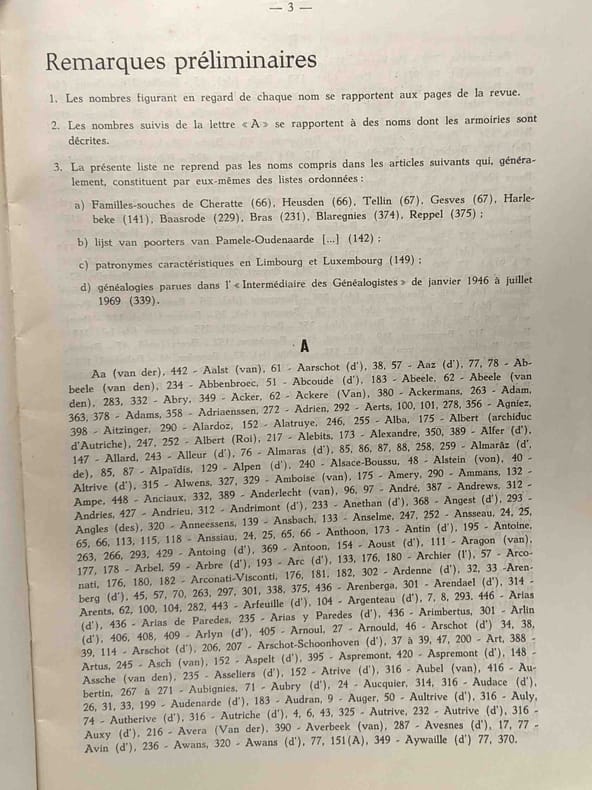 — 3 —
Remarques préliminaires
1. Les nombres figurant en regard de chaque nom se rapportent aux pages de la revue.
2. Les nombres suivis de la lettre « A » se rapportent à des noms dont les armoiries sont
décrites.
3. La présente liste ne reprend pas les noms compris dans les articles suivants qui, géné­ra-
lement, constituent par eux-mêmes des listes ordonnées :
a) Familles-souches de Cheratte (66), Heusden (66), Tellin (67), Gesves (67), Harle-
beke (141), Baasrode (229), Bras (231), Blaregnies (374), Reppel (375) ;
b) lijst van poorters van Pamele-Oudenaarde [...] (142) ;
c) patronymes caractéristiques en Limbourg et Luxembourg (149) ;
d) généalogies parues dans l' « Intermédiaire des Généalogistes » de janvier 1946 à juillet
1969 (339).
A
Aa (van der), 442 - Aalst (van), 61 - Aarschot (d'), 38, 57 - Aaz (d'), 77, 78 - Ab-
beele (van den), 234 - Abbenbroec, 51 - Abcoude (d'), 183 - Abeele, 62 - Abeele (van
den), 283, 332 - Abry, 349 - Acker, 62 - Ackere (Van), 380 - Ackermans, 263 - Adam,
363, 378 - Adams, 358 - Adriaenssen, 272 - Adrien, 292 - Aerts, 100, 101, 278, 356 - Agniez,
398 - Aitzinger, 290 - Alardoz, 152 - Alatruye, 246, 255 - Alba, 175 - Albert (archiduc
d'Autriche), 247, 252 - Albert (Roi), 217 - Alebits, 173 - Alexandre, 350, 389 - Alfer (d'),
147 - Allard, 243 - Alleur (d'), 76 - Almaras (d'), 85, 86, 87, 88, 258, 259 - Almaráz (d',
de), 85, 87 - Alpaïdis, 129 - Alpen (d'), 240 - Alsace-Boussu, 48 - Alstein (von), 40 -
Altrive (d'), 315 - Alwens, 327, 329 - Amboise (van), 175 - Amery, 290 - Ammans, 132 -
Ampe, 448 - Anciaux, 332, 389 - Anderlecht (van), 96, 97 - André, 387 - Andrews, 312 -
Andries, 427 - Andrieu, 312 - Andrimont (d'), 233 - Anethan (d'), 368 - Angest (d'), 293 -
Angles (des), 320 - Anneessens, 139 - Ansbach, 133 - Anselme, 247, 252 - Ansseau, 24, 25,
65, 66, 113, 115, 118 - Anssiau, 24, 25, 65, 66 - Anthoon, 173 - Antin (d'), 195 - Antoine,
263, 266, 293, 429 - Antoing (d'), 369 - Antoon, 154 - Aoust (d'), 111 - Aragon (van),
177, 178 - Arbel, 59 - Arbre (d'), 193 - Arc (d'), 133, 176, 180 - Archier (l'), 57 - Arco-
nati, 176, 180, 182 - Arconati-Visconti, 176, 181, 182, 302 - Ardenne (d'), 32, 33 -Aren-
berg (d'), 45, 57, 70, 263, 297, 301, 338, 375, 436 - Arenberga, 301 - Arendael (d'), 314 -
Arents, 62, 100, 104, 282, 443 - Arfeuille (d'), 104 - Argenteau (d'), 7, 8, 293, 446 - Arias
(d'), 436 - Arias de Paredes, 235 - Arias y Paredes (d'), 436 - Arimbertus, 301 - Arlin
(d'), 406, 408, 409 - Arlyn (d'), 405 - Arnoul, 27 - Arnould, 46 - Arschot (d') 34, 38,
39, 114 - Arschot (d'), 206, 207 - Arschot-Schoonhoven (d'), 37 à 39, 47, 200 - Art, 388 -
Artus, 245 - Asch (van), 152 - Aspelt (d'), 395 - Aspremont, 420 - Aspremont (d'), 148 -
Assche (van den), 235 - Asseliers (d'), 152 - Atrive (d'), 316 - Aubel (van), 416 - Au-
bertin, 267 à 271 - Aubignies, 71 - Aubry (d'), 24 - Aucquier, 314, 316 - Audace (d'),
26, 31, 33, 199 - Audenarde (d'), 183 - Audran, 9 - Auger, 50 - Aultrive (d'), 316 - Auly,
74 - Autherive (d'), 316 - Autriche (d'), 4, 6, 43, 325 - Autrive, 232 - Autrive (d'), 316 -
Auxy (d'), 216 - Avera (Van der), 390 - Averbeek (van), 287 - Avesnes (d'), 17, 77 -
Avin (d'), 236 - Awans, 320 - Awans (d'), 77, 151(A), 349 - Aywaille (d') 77, 370.